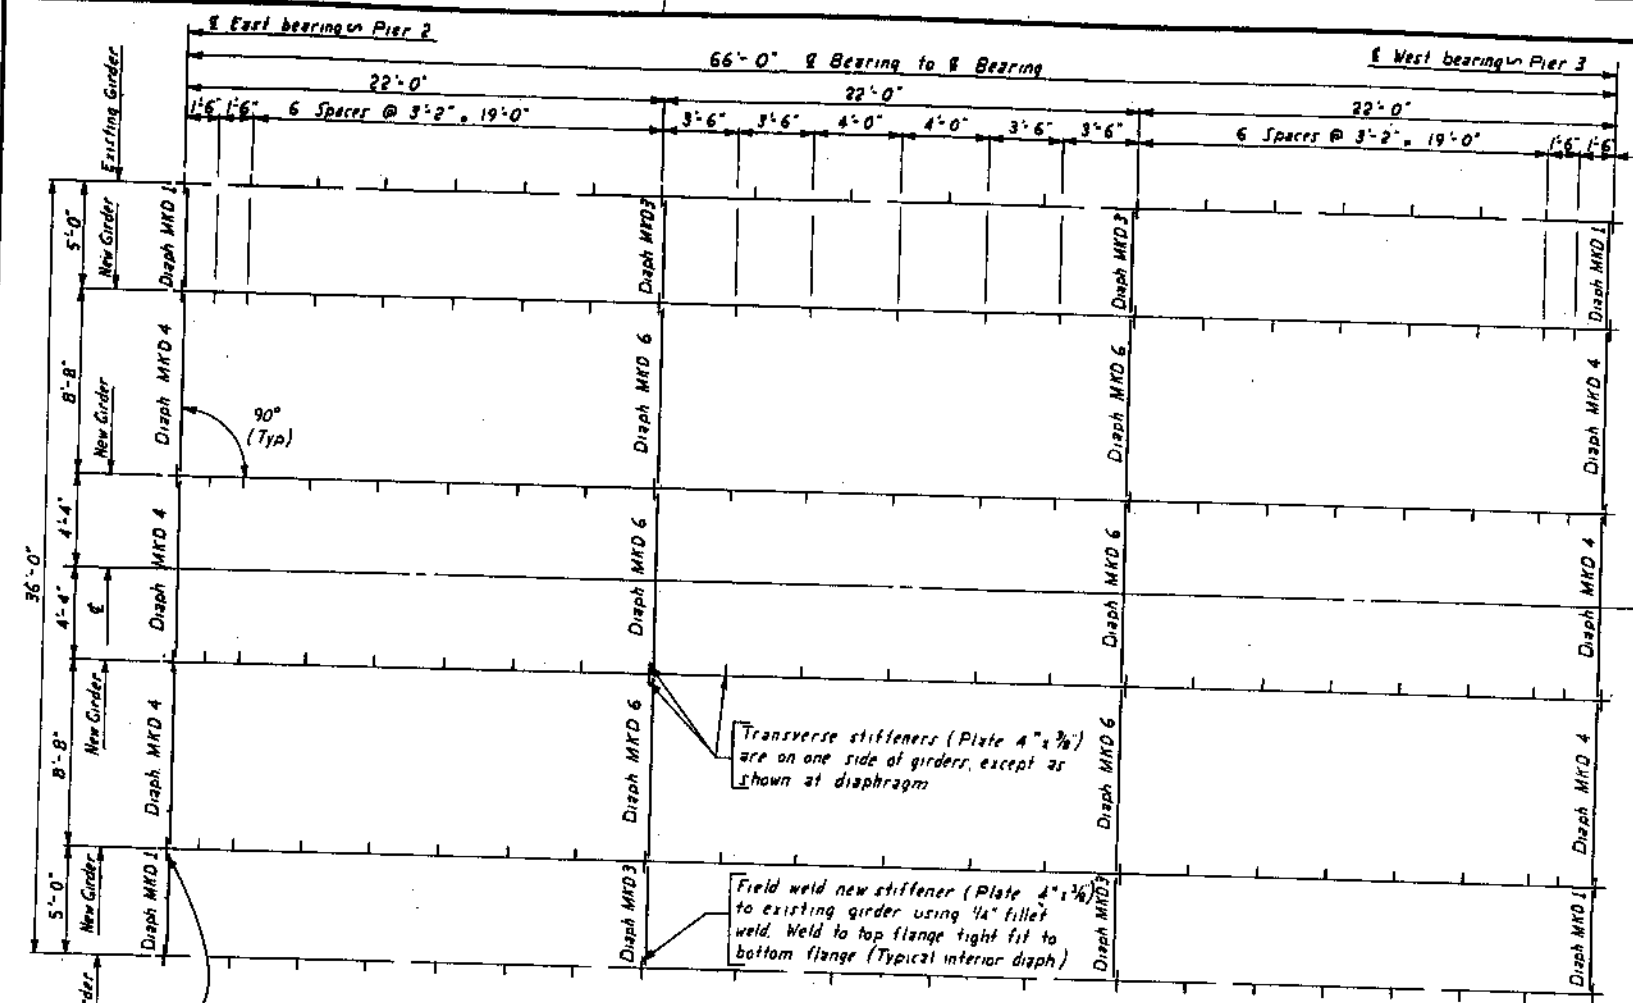 ℄ East bearing ~ Pier 2
66'-0" ℄ Bearing to ℄ Bearing
℄ West bearing ~ Pier 3
22'-0"
22'-0"
22'-0"
1'-6" 1'-6" 6 Spaces @ 3'-2" = 19'-0"
3'-6" 3'-6" 4'-0" 4'-0" 3'-6" 3'-6"
6 Spaces @ 3'-2" = 19'-0" 1'-6" 1'-6"
Existing Girder
5'-0"
New Girder
Diaph MKD 1
Diaph MKD3
Diaph MKD3
Diaph MKD 1
8'-8"
New Girder
Diaph MKD 4
90°
(Typ)
Diaph MKD 6
Diaph MKD 6
Diaph MKD 4
36'-0"
4'-4"
4'-4"
℄
Diaph MKD 4
Diaph MKD 6
Diaph MKD 6
Diaph MKD 4
8'-8"
New Girder
Diaph. MKD 4
Diaph MKD 6
Transverse stiffeners (Plate 4" x 3/8")
are on one side of girders, except as
shown at diaphragm
Diaph MKD 6
Diaph MKD 4
5'-0"
New Girder
Diaph MKD 1
Diaph MKD3
Field weld new stiffener (Plate 4" x 3/8")
to existing girder using 1/4" fillet
weld. Weld to top flange tight fit to
bottom flange (Typical interior diaph)
Diaph MKD3
Diaph MKD 1